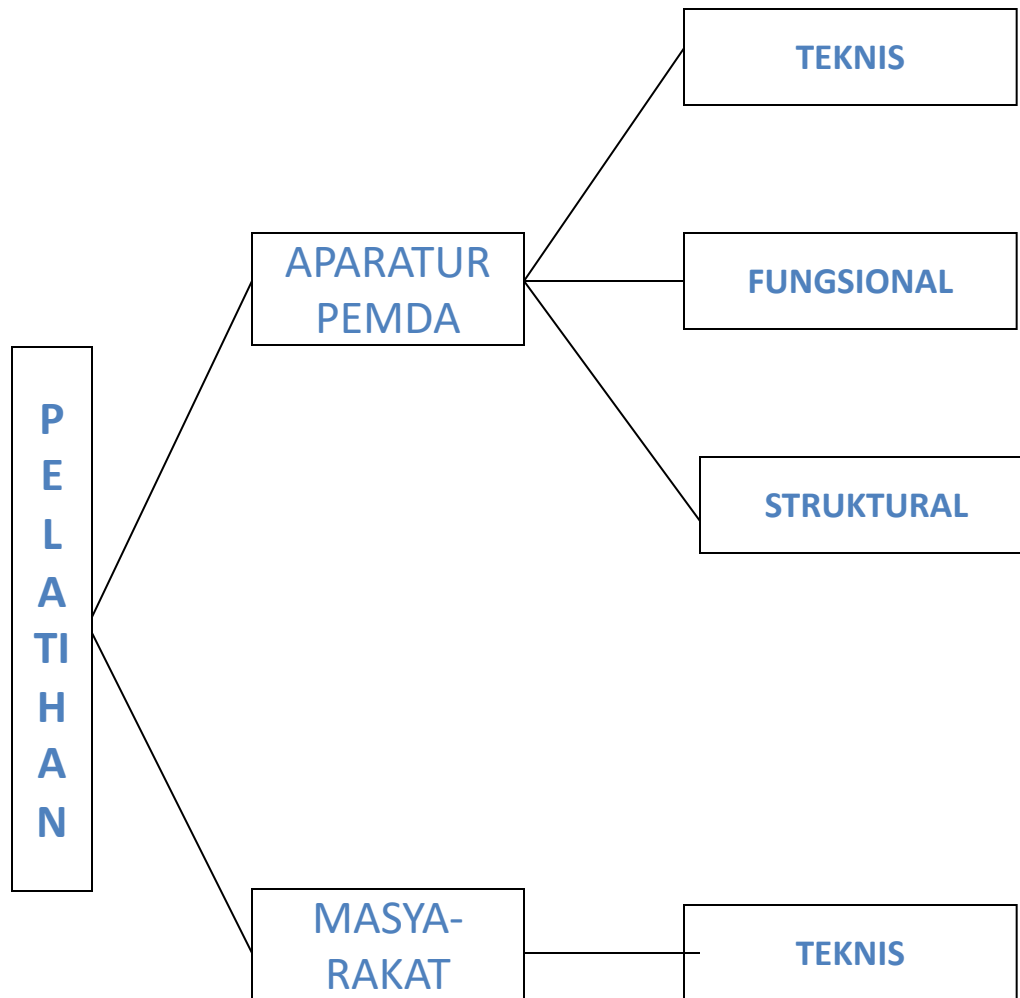 P
E
L
A
TI
H
A
N
APARATUR
PEMDA
TEKNIS
FUNGSIONAL
STRUKTURAL
MASYA-
RAKAT
TEKNIS